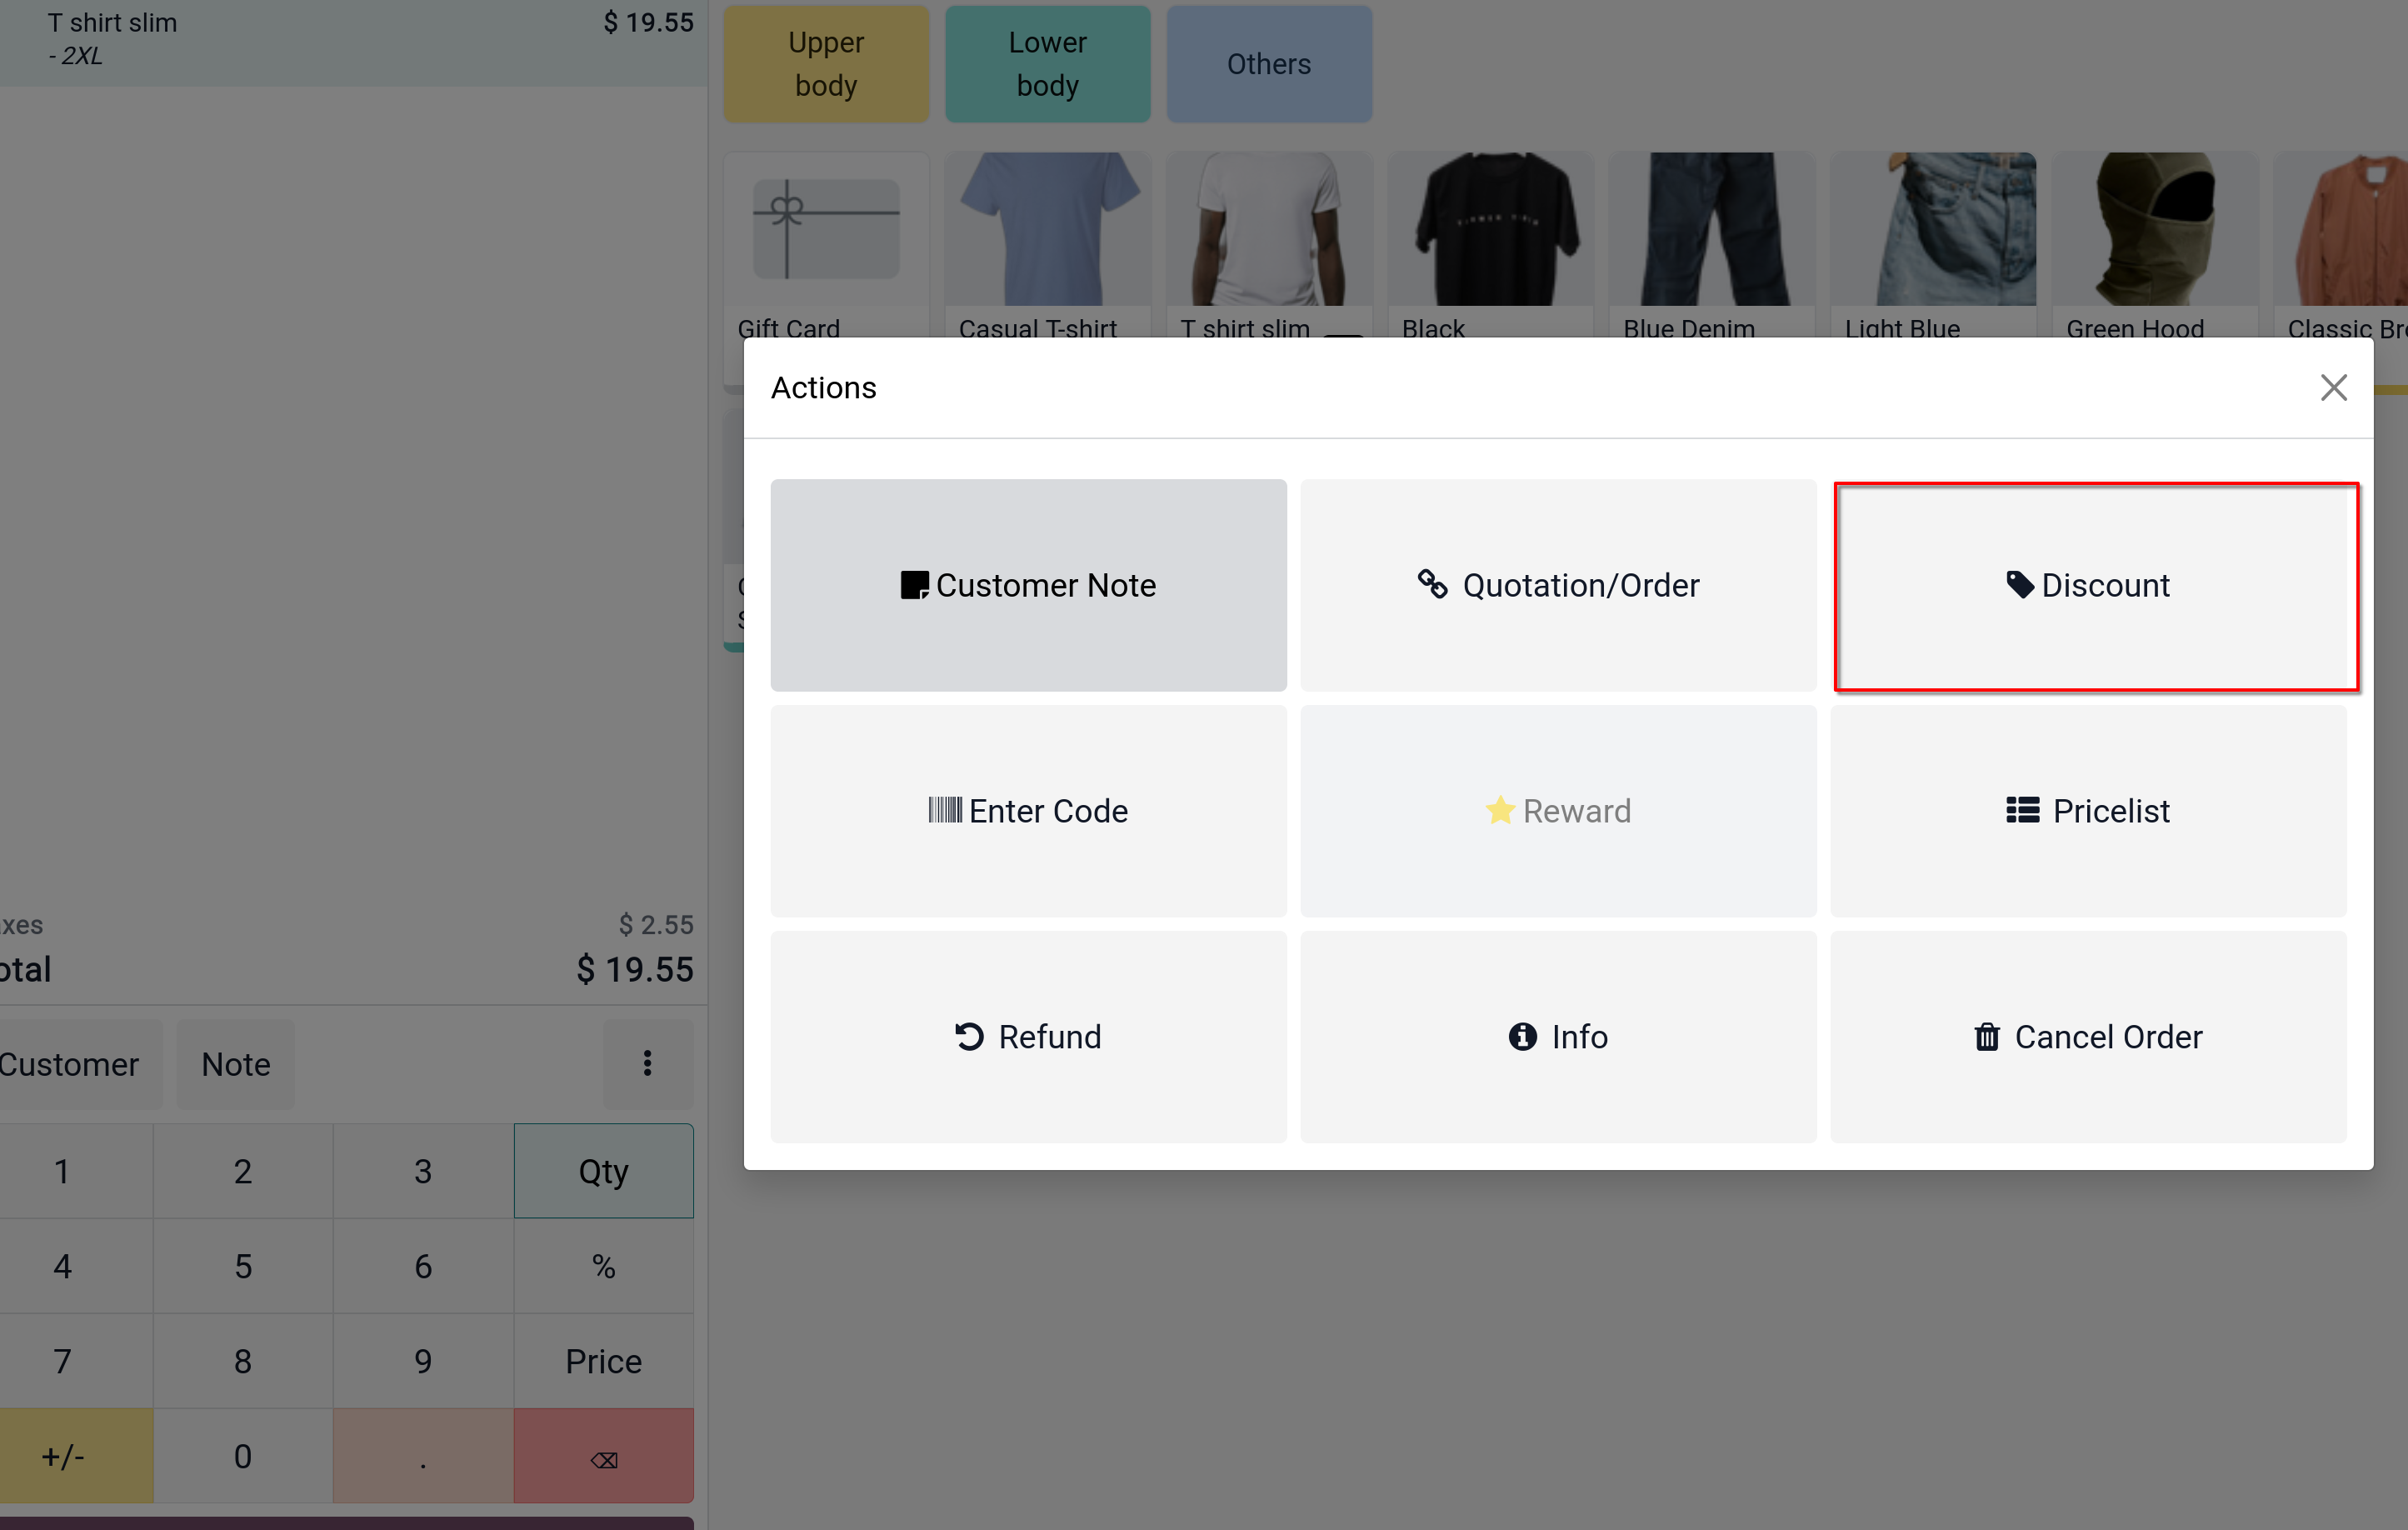 T shirt slim $ 19.55
- 2XL
Upper
body
Lower
body
Others
Gift Card
Casual T-shirt
T shirt slim
Black
Blue Denim
Light Blue
Green Hood
Classic Br
Actions
Customer Note
Quotation/Order
Discount
Enter Code
Reward
Pricelist
Refund
Info
Cancel Order
xes $ 2.55
otal $ 19.55
Customer
Note
1 2 3 Qty
4 5 6 %
7 8 9 Price
+/- 0 . ⌫